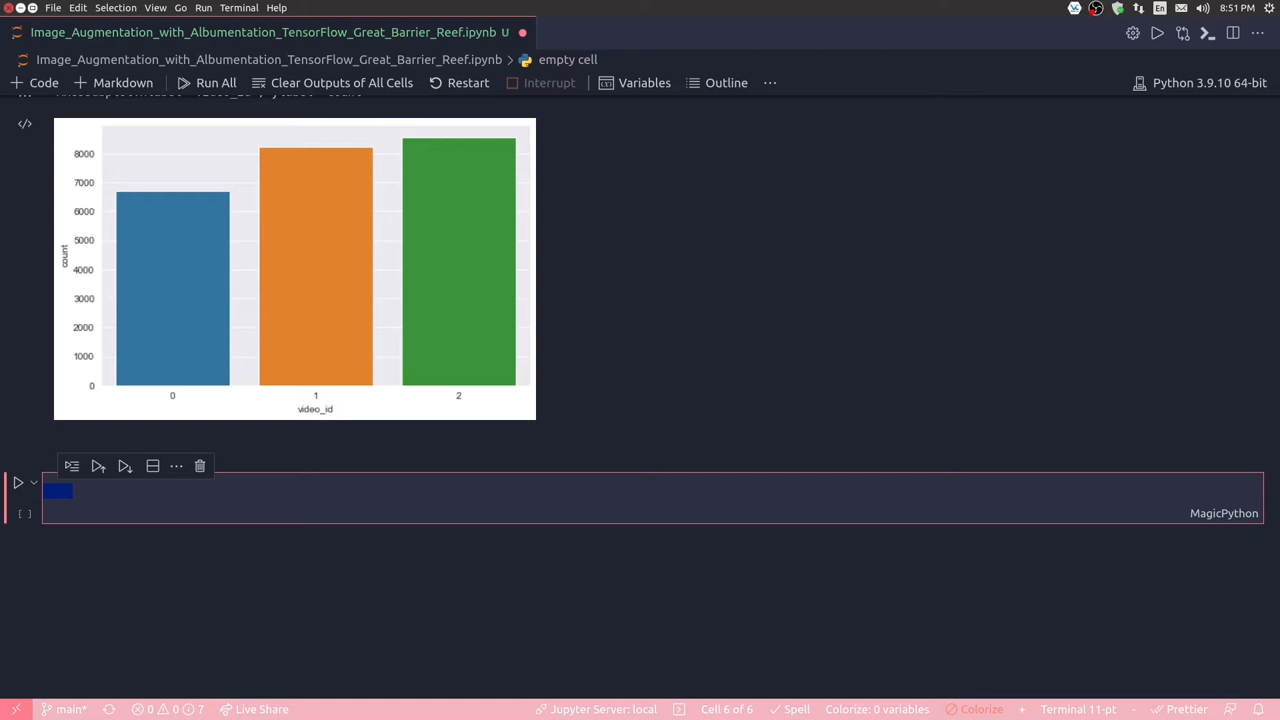 File Edit Selection View Go Run Terminal Help
En 8:51 PM
Image_Augmentation_with_Albumentation_TensorFlow_Great_Barrier_Reef.ipynb U
Image_Augmentation_with_Albumentation_TensorFlow_Great_Barrier_Reef.ipynb > empty cell
+ Code + Markdown Run All Clear Outputs of All Cells Restart Interrupt Variables Outline ... Python 3.9.10 64-bit
8000
7000
6000
5000
4000
3000
2000
1000
0
count
0 1 2
video_id
[ ]
MagicPython
main* 0 0 7 Live Share Jupyter Server: local Cell 6 of 6 Spell Colorize: 0 variables Colorize + Terminal 11-pt - Prettier